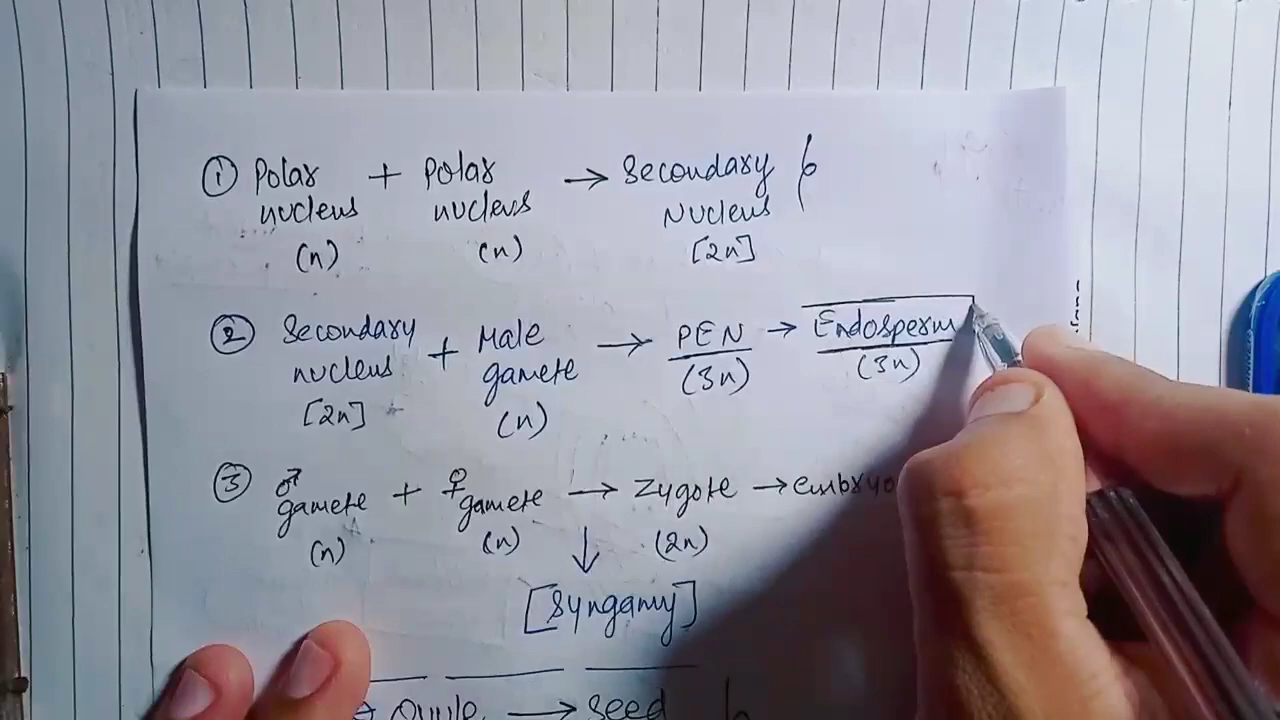 ① Polar + Polar → Secondary
nucleus nucleus Nucleus
(n) (n) [2n]
② Secondary + Male → PEN → Endosperm
nucleus gamete (3n) (3n)
[2n] (n)
③ ♂ gamete + ♀ gamete → Zygote → embryo
(n) (n) ↓ (2n)
[Syngamy]
→ Ovule → seed